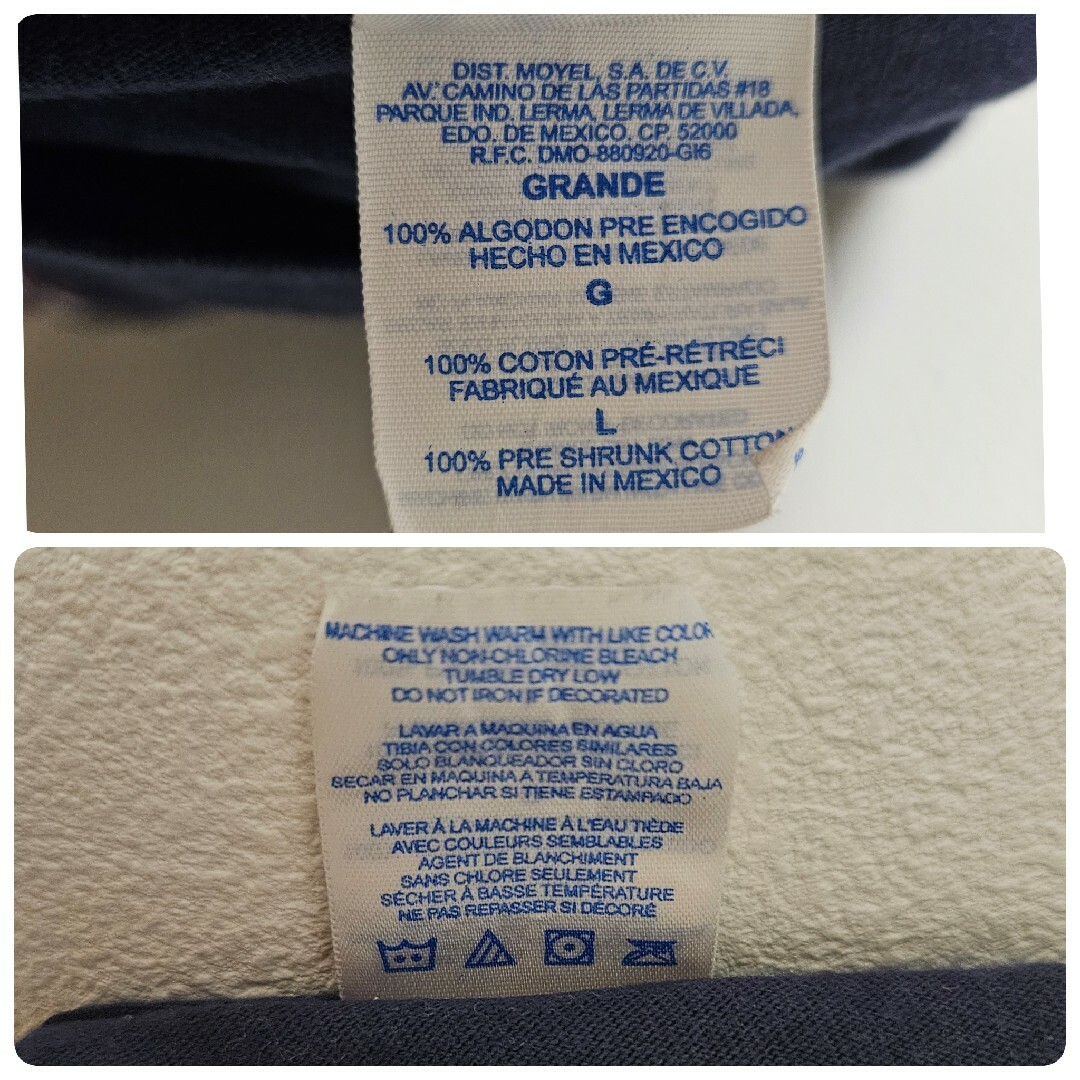 DIST. MOYEL, S.A. DE C.V.
AV. CAMINO DE LAS PARTIDAS #18
PARQUE IND. LERMA, LERMA DE VILLADA,
EDO. DE MEXICO, CP. 52000
R.F.C. DMO-880920-GI6
GRANDE
100% ALGODON PRE ENCOGIDO
HECHO EN MEXICO
G
100% COTON PRÉ-RÉTRÉCI
FABRIQUÉ AU MEXIQUE
L
100% PRE SHRUNK COTTON
MADE IN MEXICO
MACHINE WASH WARM WITH LIKE COLOR
ONLY NON-CHLORINE BLEACH
TUMBLE DRY LOW
DO NOT IRON IF DECORATED
LAVAR A MAQUINA EN AGUA
TIBIA CON COLORES SIMILARES
SOLO BLANQUEADOR SIN CLORO
SECAR EN MAQUINA A TEMPERATURA BAJA
NO PLANCHAR SI TIENE ESTAMPADO
LAVER À LA MACHINE À L'EAU TIÈDE
AVEC COULEURS SEMBLABLES
AGENT DE BLANCHIMENT
SANS CHLORE SEULEMENT
SÉCHER À BASSE TEMPÉRATURE
NE PAS REPASSER SI DÉCORÉ